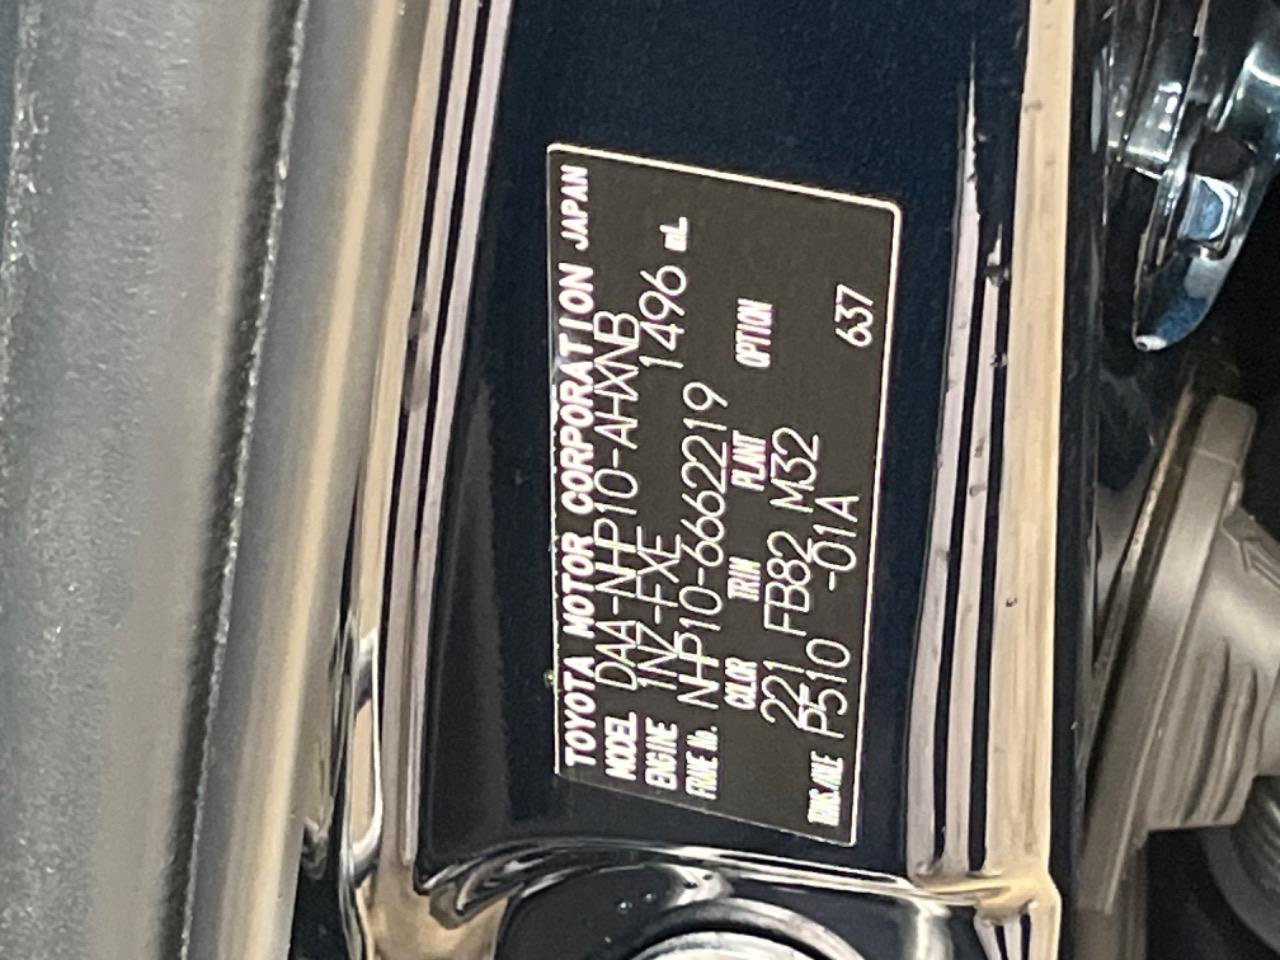 TOYOTA MOTOR CORPORATION JAPAN
MODEL DAA-NHP10-AHXNB
ENGINE 1NZ-FXE 1496 mL
FRAME No. NHP10-6662219
COLOR TRIM PLANT OPTION
221 FB82 M32
TRANS./AXLE P510 -01A 637